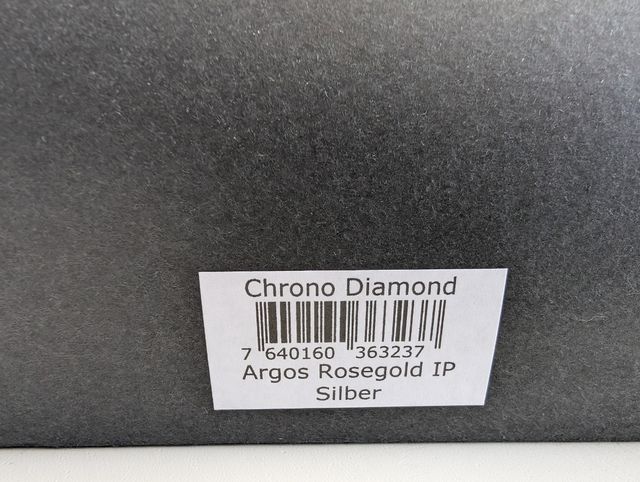 Chrono Diamond
7 640160 363237
Argos Rosegold IP
Silber